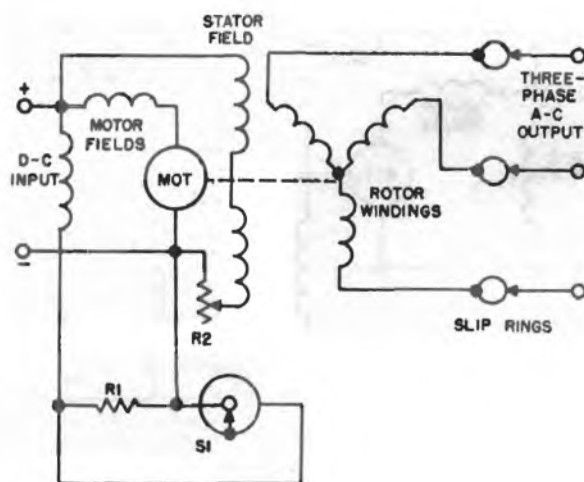 STATOR
FIELD
+
MOTOR
FIELDS
D-C
INPUT
MOT
THREE-
PHASE
A-C
OUTPUT
ROTOR
WINDINGS
−
R2
SLIP RINGS
R1
S1